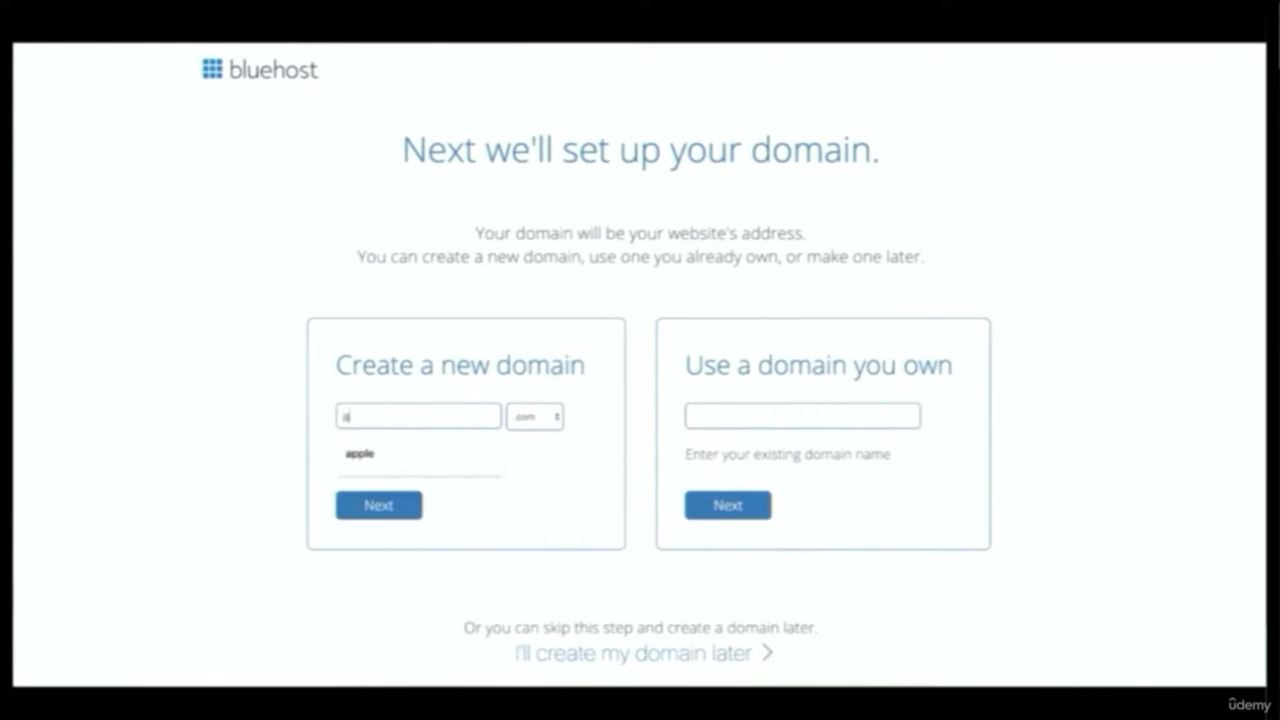 bluehost
Next we'll set up your domain.
Your domain will be your website's address.
You can create a new domain, use one you already own, or make one later.
Create a new domain
a
.com
apple
Next
Use a domain you own
Enter your existing domain name
Next
Or you can skip this step and create a domain later.
I'll create my domain later
udemy